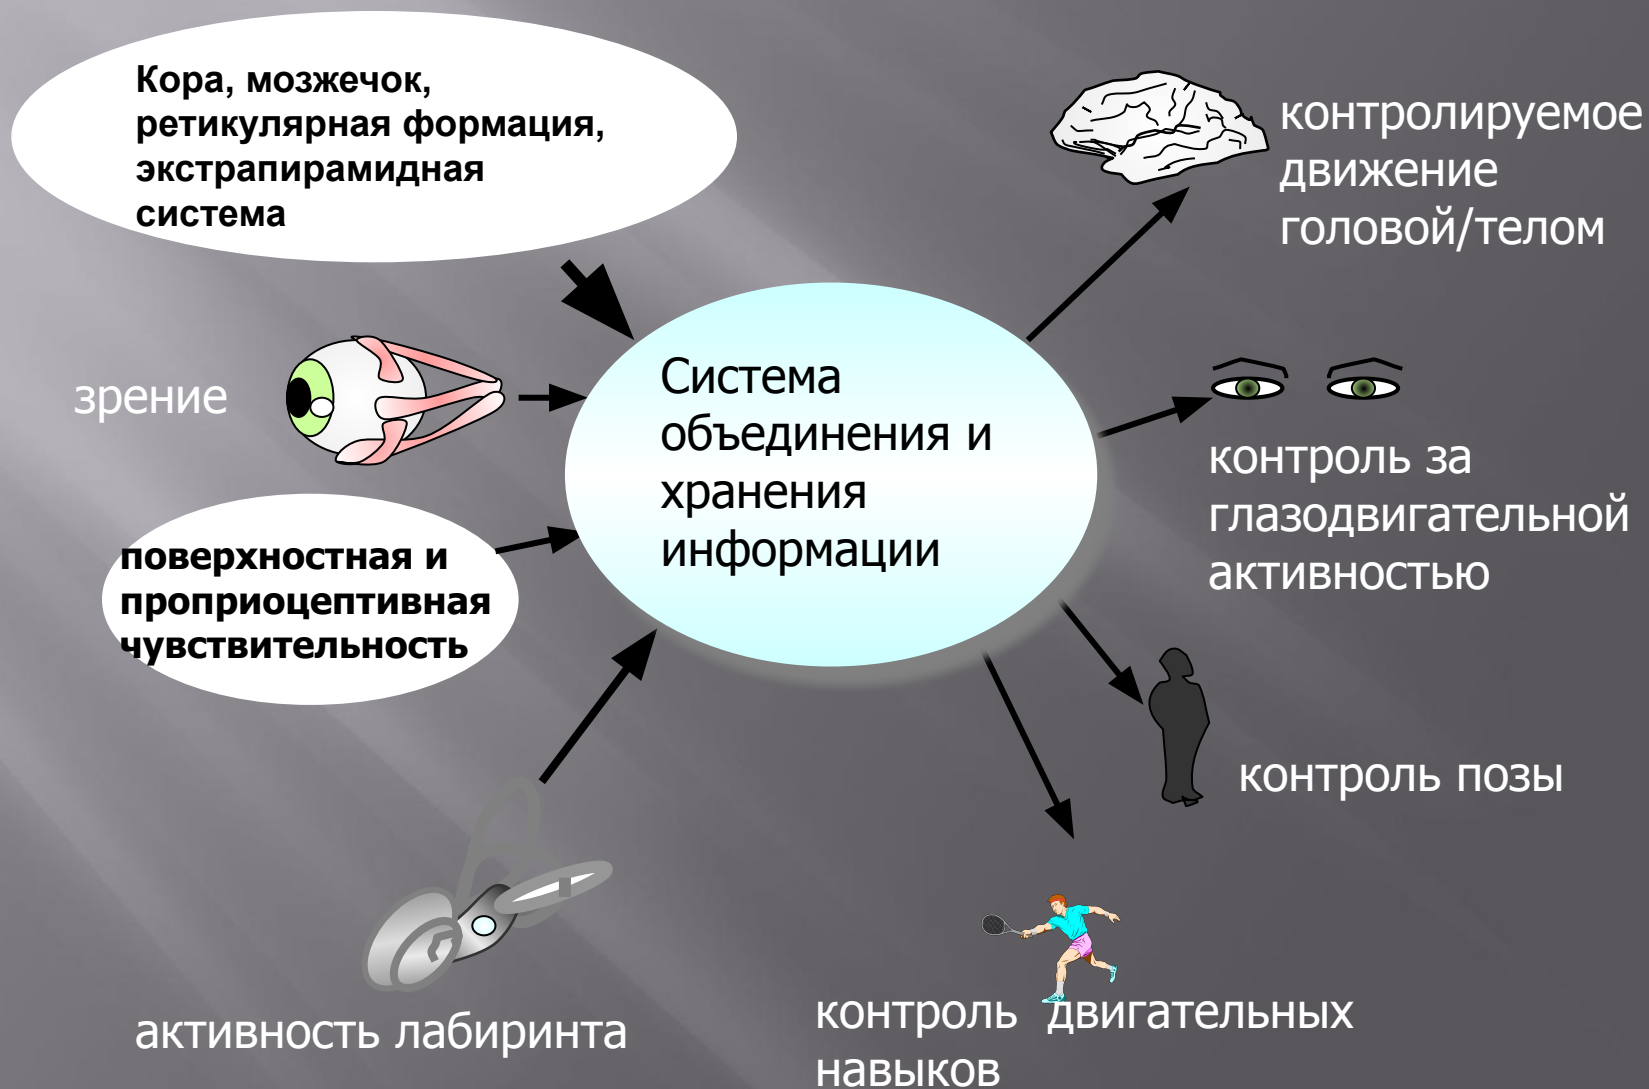 Кора, мозжечок,
ретикулярная формация,
экстрапирамидная
система
зрение
поверхностная и
проприоцептивная
чувствительность
активность лабиринта
Система
объединения и
хранения
информации
контролируемое
движение
головой/телом
контроль за
глазодвигательной
активностью
контроль позы
контроль двигательных
навыков